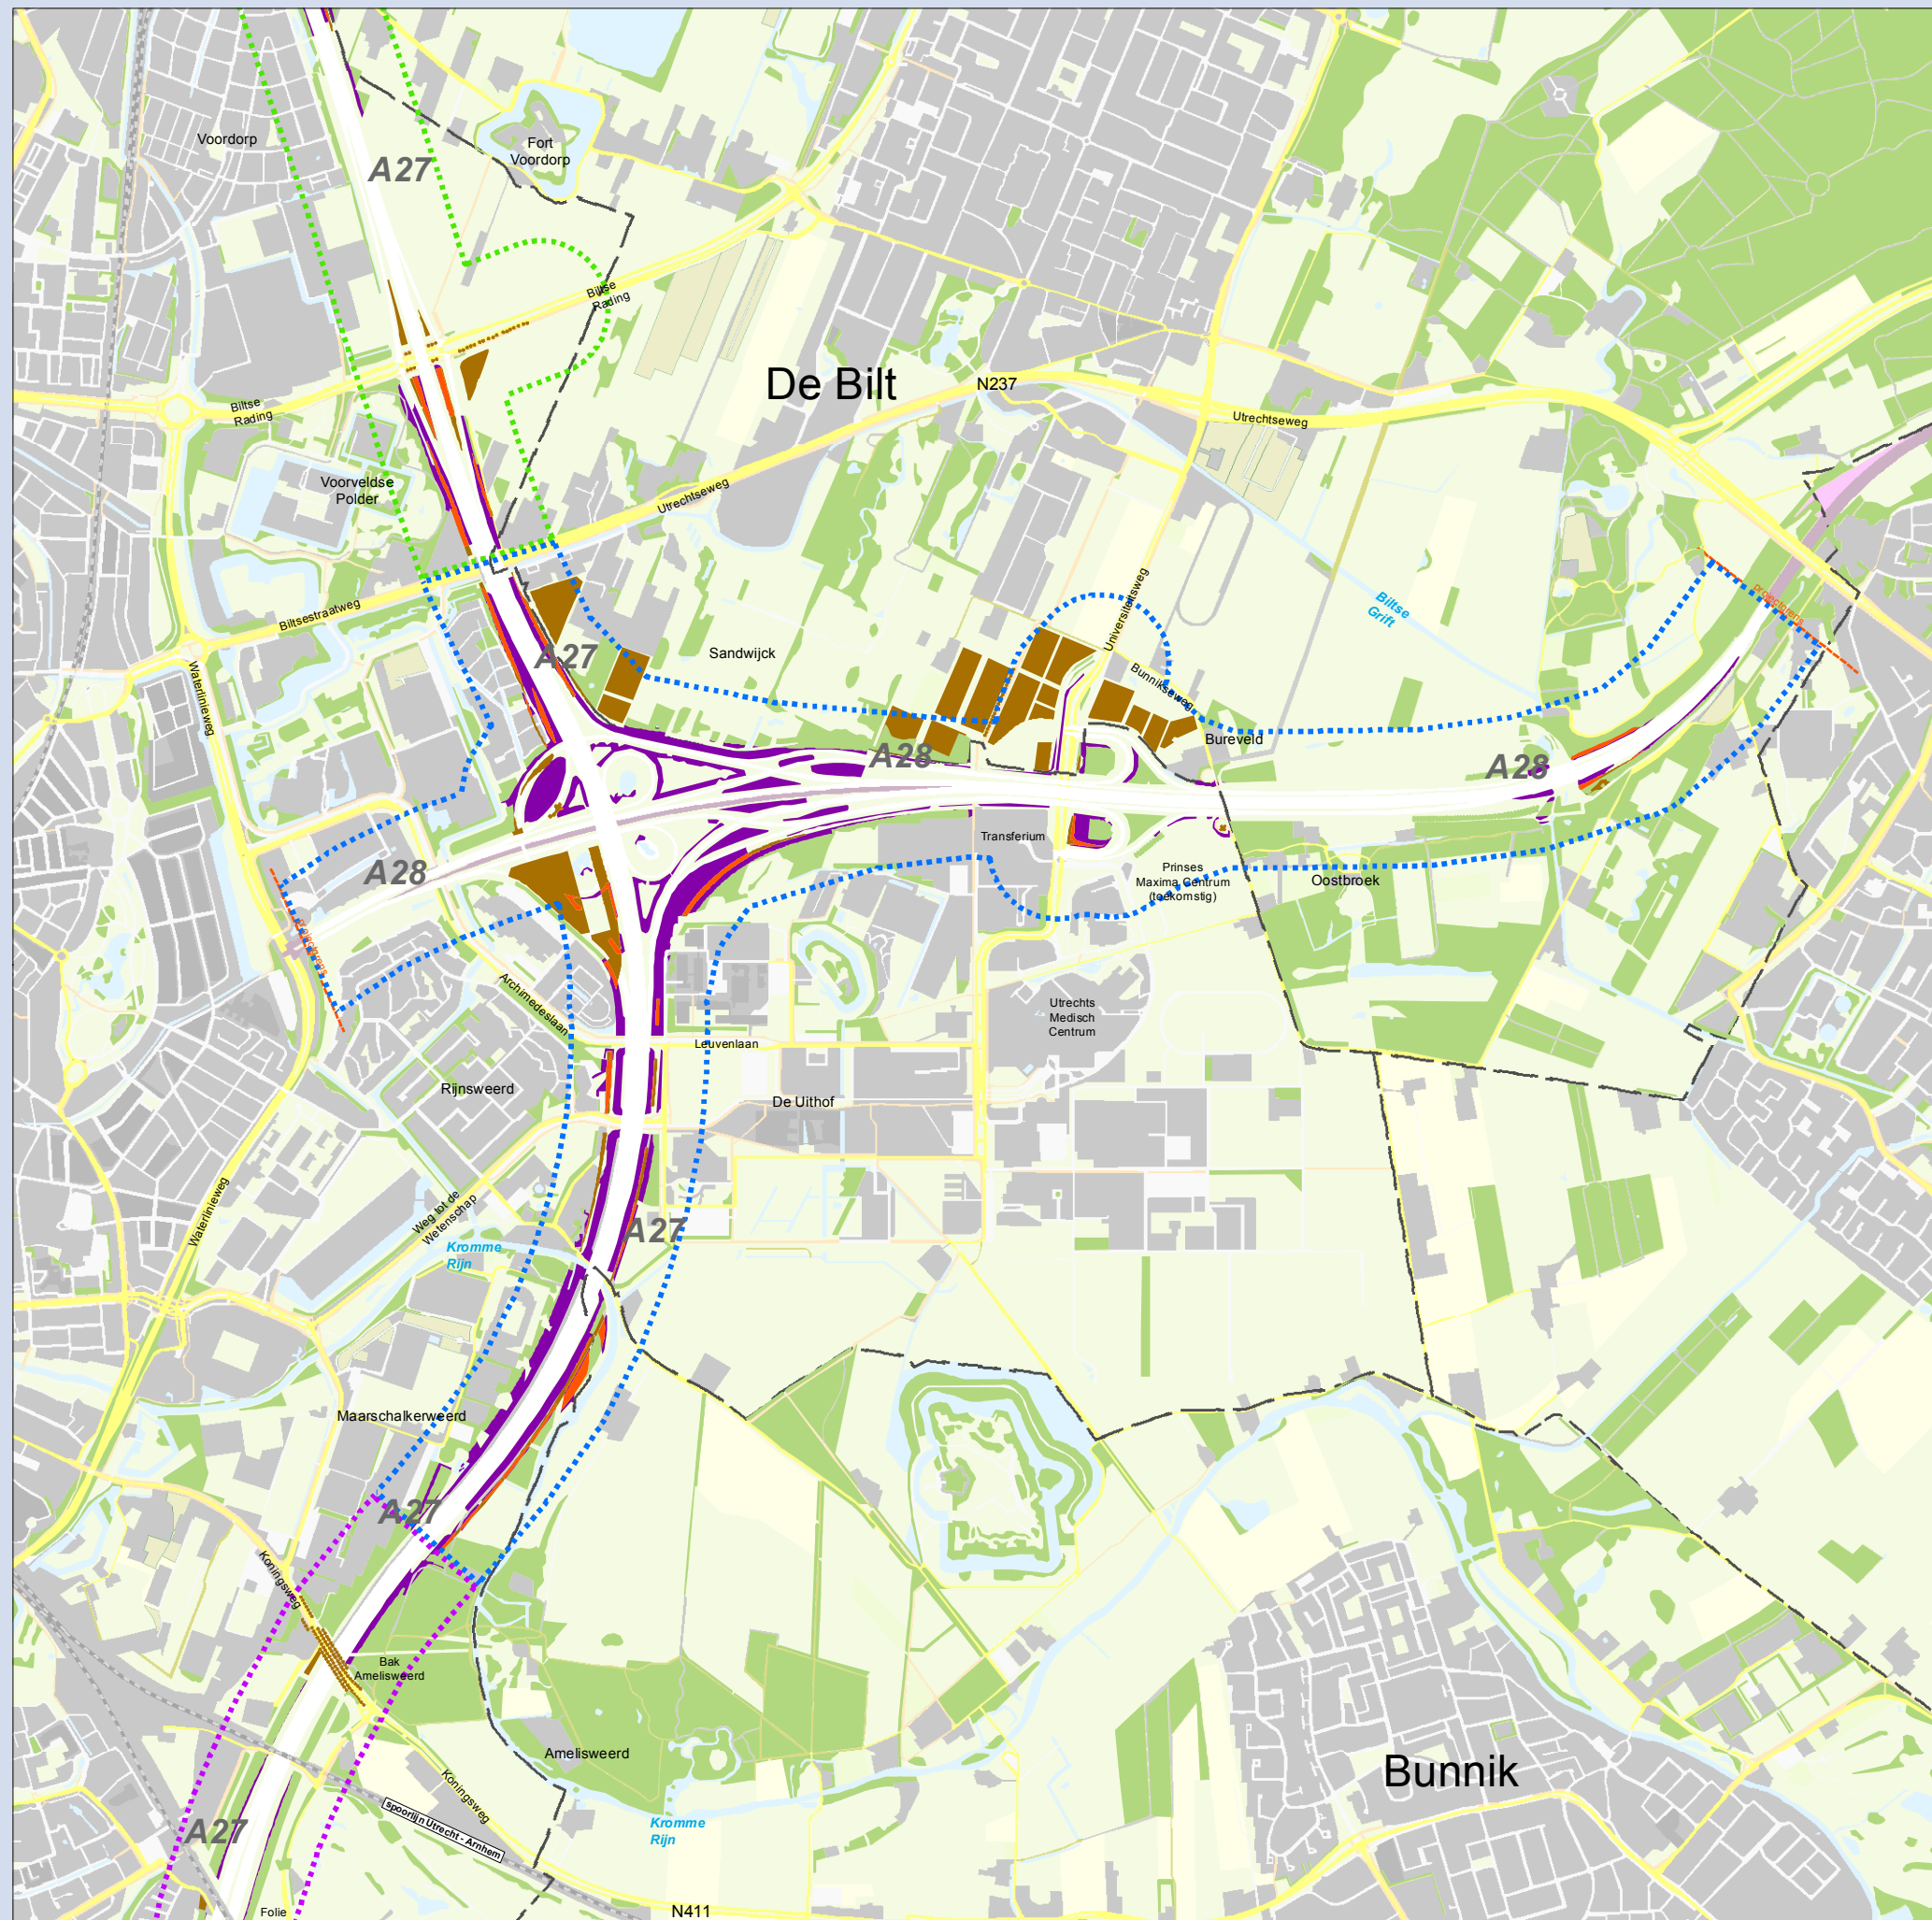 Voordorp
Fort
Voordorp
A27
Biltse
Rading
De Bilt
N237
Biltse
Rading
Utrechtseweg
Voorveldse
Polder
Utrechtseweg
Biltse
Grift
projectgrens
Biltsestraatweg
Universiteitsweg
A27
Sandwijck
Bunnikseweg
Waterlinieweg
Bureveld
A28
A28
Transferium
A28
Prinses
Maxima Centrum
(toekomstig)
Oostbroek
projectgrens
Archimedeslaan
Utrechts
Medisch
Centrum
Leuvenlaan
Rijnsweerd
De Uithof
Waterlinieweg
Weg tot de
Wetenschap
A27
Kromme
Rijn
Maarschalkerweerd
A27
Koningsweg
Bak
Amelisweerd
Amelisweerd
Bunnik
Koningsweg
spoorlijn Utrecht - Arnhem
Kromme
Rijn
A27
Folie
N411